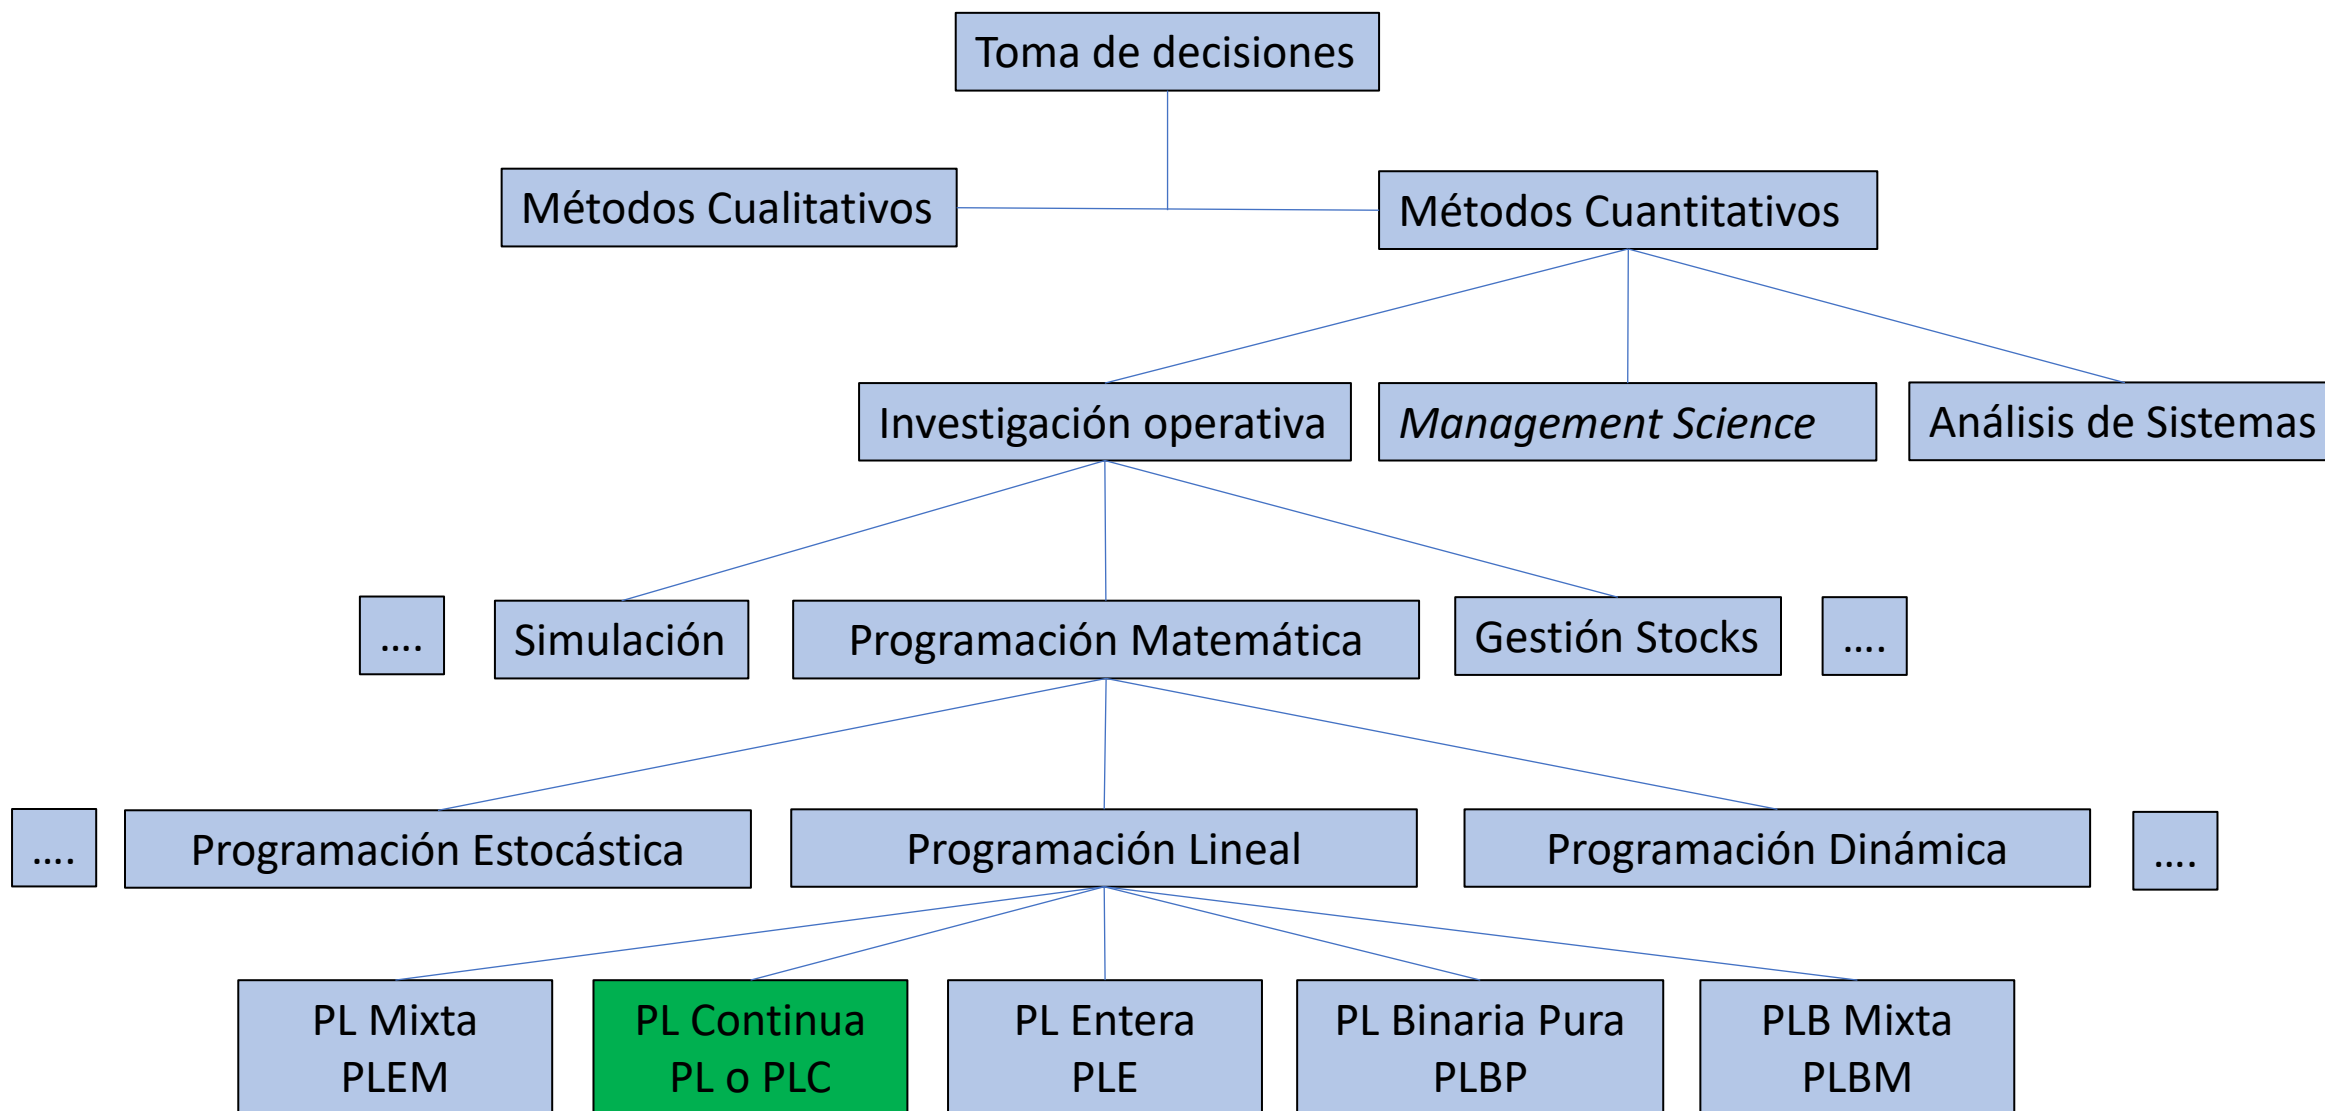 Toma de decisiones
Métodos Cualitativos
Métodos Cuantitativos
Investigación operativa
Management Science
Análisis de Sistemas
....
Simulación
Programación Matemática
Gestión Stocks
....
....
Programación Estocástica
Programación Lineal
Programación Dinámica
....
PL Mixta
PLEM
PL Continua
PL o PLC
PL Entera
PLE
PL Binaria Pura
PLBP
PLB Mixta
PLBM